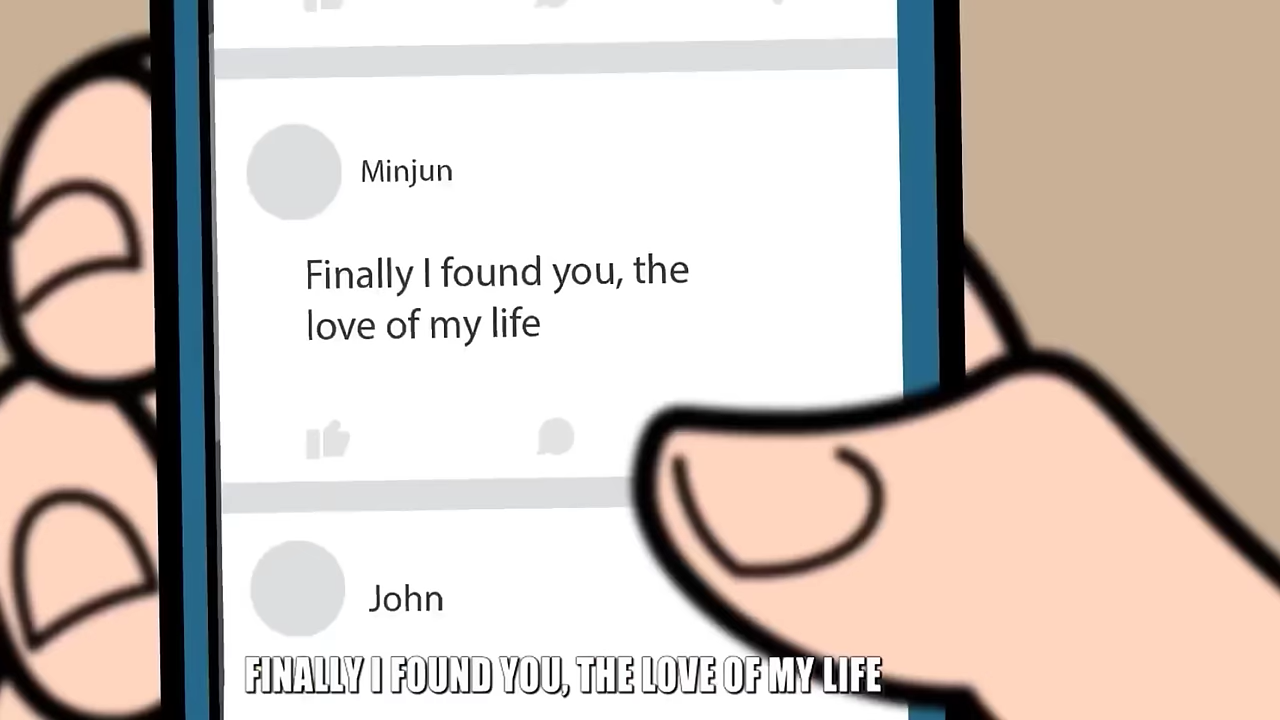 Minjun
Finally I found you, the
love of my life
John
FINALLY I FOUND YOU, THE LOVE OF MY LIFE